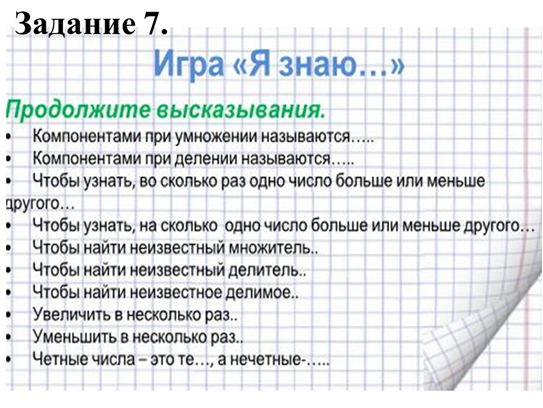 Задание 7.
Игра «Я знаю…»
Продолжите высказывания.
• Компонентами при умножении называются…..
• Компонентами при делении называются…..
• Чтобы узнать, во сколько раз одно число больше или меньше
другого…
• Чтобы узнать, на сколько одно число больше или меньше другого…
• Чтобы найти неизвестный множитель..
• Чтобы найти неизвестный делитель..
• Чтобы найти неизвестное делимое..
• Увеличить в несколько раз..
• Уменьшить в несколько раз..
• Четные числа – это те…, а нечетные-…..